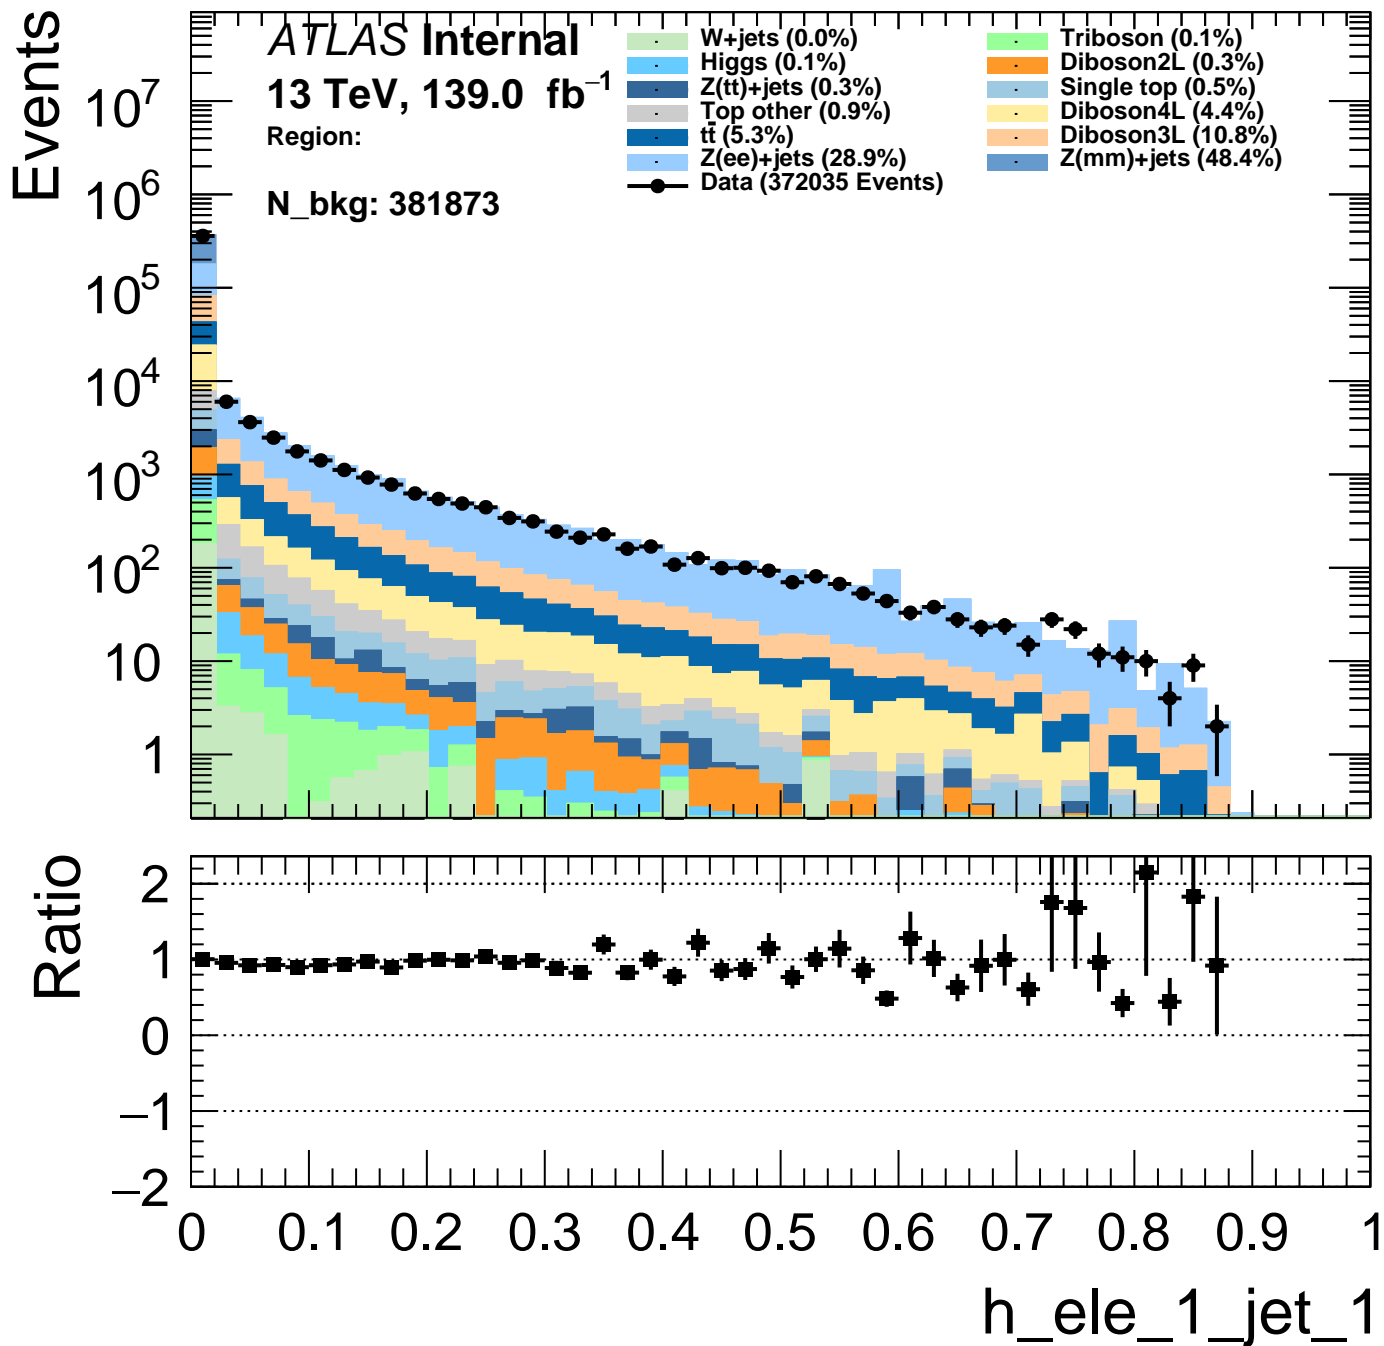 ATLAS Internal
13 TeV, 139.0 fb⁻¹
Region:
N_bkg: 381873
W+jets (0.0%)
Higgs (0.1%)
Z(tt)+jets (0.3%)
Top other (0.9%)
tt̄ (5.3%)
Z(ee)+jets (28.9%)
Data (372035 Events)
Triboson (0.1%)
Diboson2L (0.3%)
Single top (0.5%)
Diboson4L (4.4%)
Diboson3L (10.8%)
Z(mm)+jets (48.4%)
Events
10⁷
10⁶
10⁵
10⁴
10³
10²
10
1
Ratio
2
1
0
−1
−2
0 0.1 0.2 0.3 0.4 0.5 0.6 0.7 0.8 0.9 1
h_ele_1_jet_1